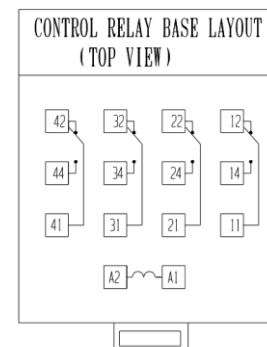 CONTROL RELAY BASE LAYOUT
(TOP VIEW)
42 32 22 12
44 34 24 14
41 31 21 11
A2 A1